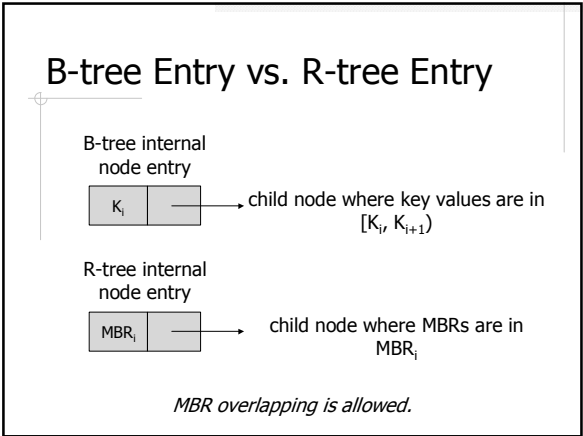 B-tree Entry vs. R-tree Entry
B-tree internal
node entry
Kᵢ
child node where key values are in
[Kᵢ, Kᵢ₊₁)
R-tree internal
node entry
MBRᵢ
child node where MBRs are in
MBRᵢ
MBR overlapping is allowed.